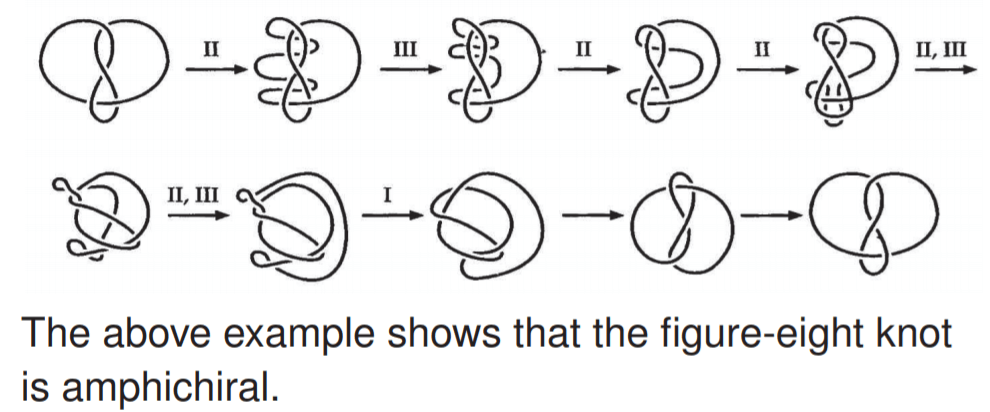 II III II II II, III
II, III I
The above example shows that the figure-eight knot
is amphichiral.